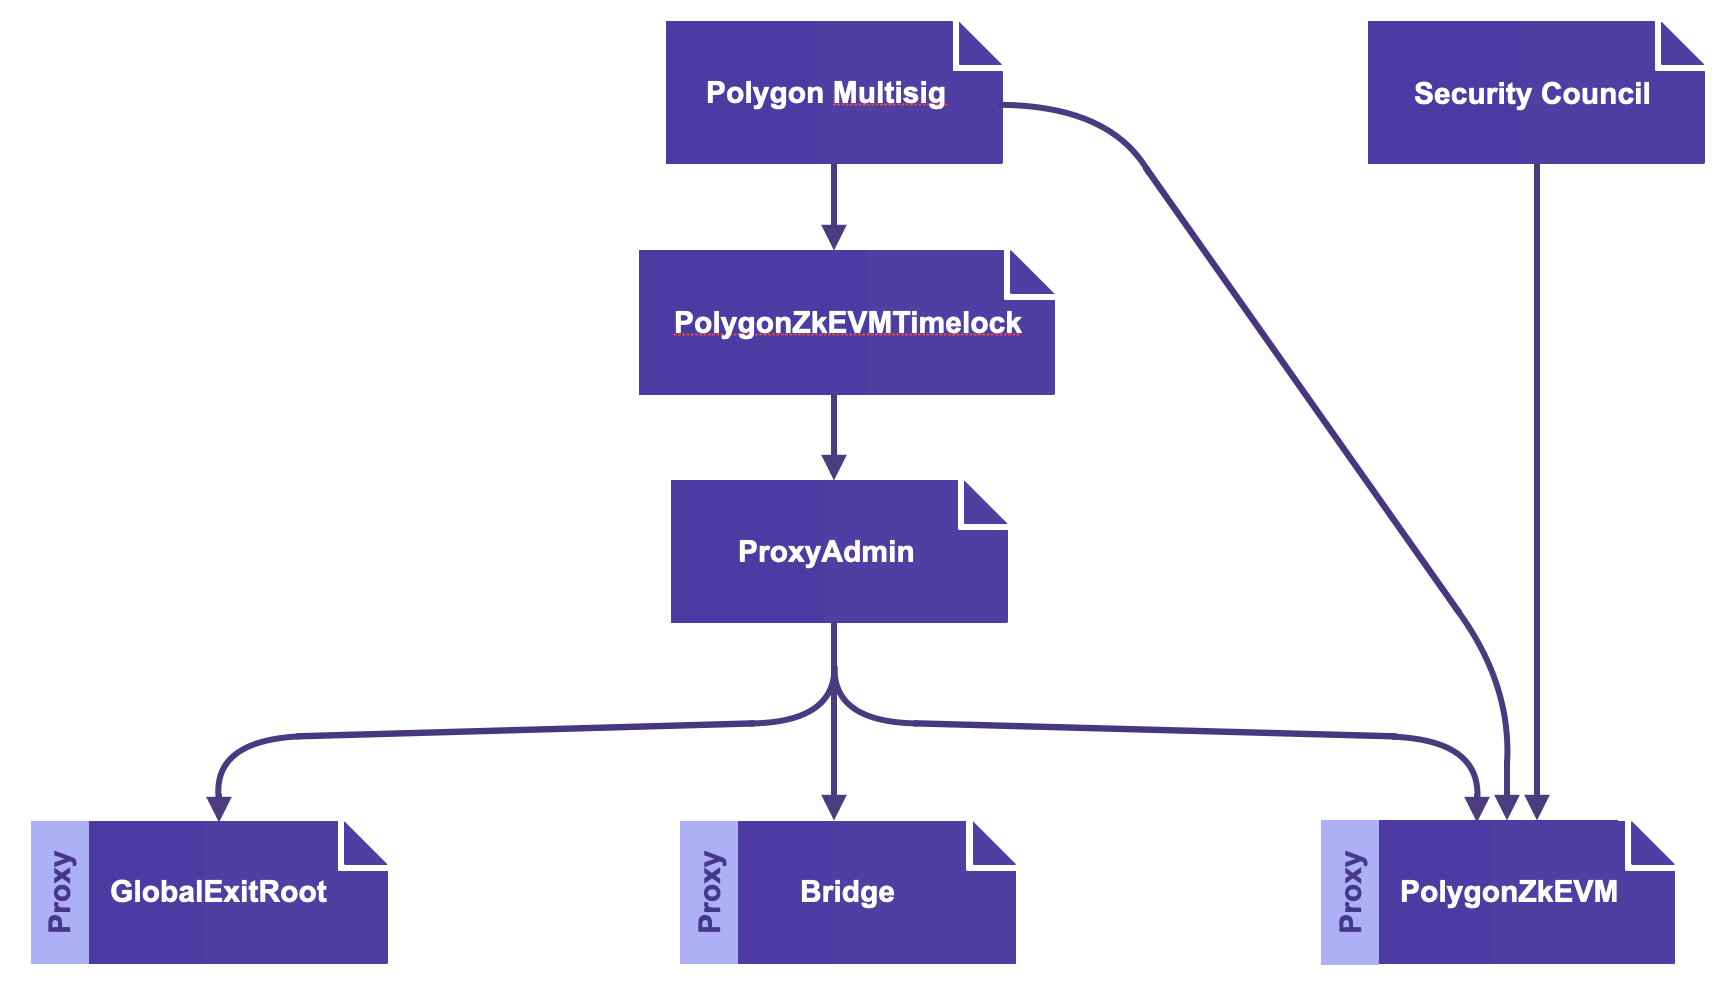 Polygon Multisig
Security Council
PolygonZkEVMTimelock
ProxyAdmin
Proxy
GlobalExitRoot
Proxy
Bridge
Proxy
PolygonZkEVM